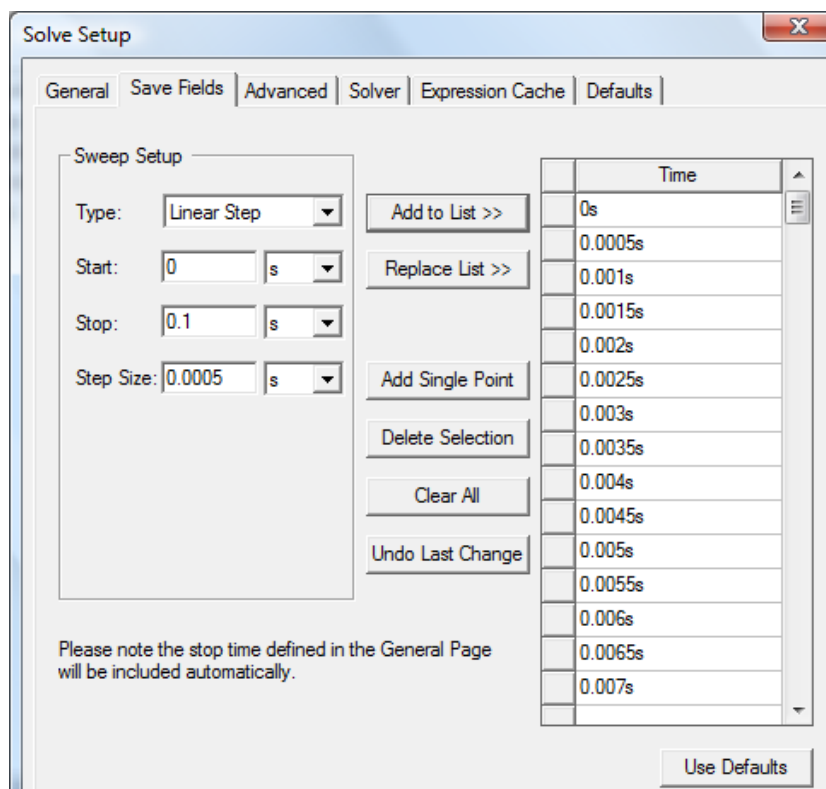 Solve Setup
General Save Fields Advanced Solver Expression Cache Defaults
Sweep Setup
Type: Linear Step
Start: 0 s
Stop: 0.1 s
Step Size: 0.0005 s
Add to List >>
Replace List >>
Add Single Point
Delete Selection
Clear All
Undo Last Change
Time
0s
0.0005s
0.001s
0.0015s
0.002s
0.0025s
0.003s
0.0035s
0.004s
0.0045s
0.005s
0.0055s
0.006s
0.0065s
0.007s
Please note the stop time defined in the General Page
will be included automatically.
Use Defaults